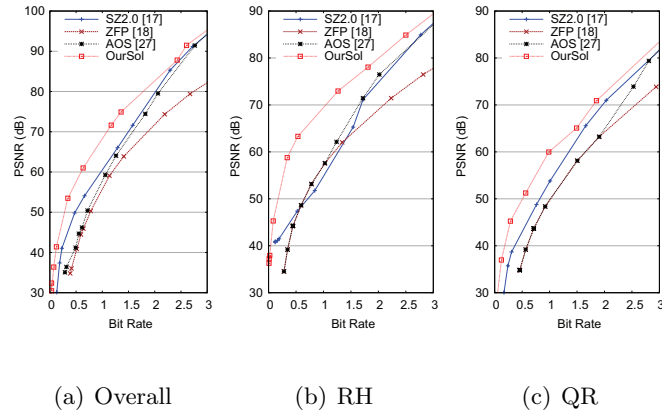 SZ2.0 [17]
ZFP [18]
AOS [27]
OurSol
PSNR (dB)
100
90
80
70
60
50
40
30
0 0.5 1 1.5 2 2.5 3
Bit Rate
(a) Overall
SZ2.0 [17]
ZFP [18]
AOS [27]
OurSol
PSNR (dB)
90
80
70
60
50
40
30
0 0.5 1 1.5 2 2.5 3
Bit Rate
(b) RH
SZ2.0 [17]
ZFP [18]
AOS [27]
OurSol
PSNR (dB)
90
80
70
60
50
40
30
0 0.5 1 1.5 2 2.5 3
Bit Rate
(c) QR